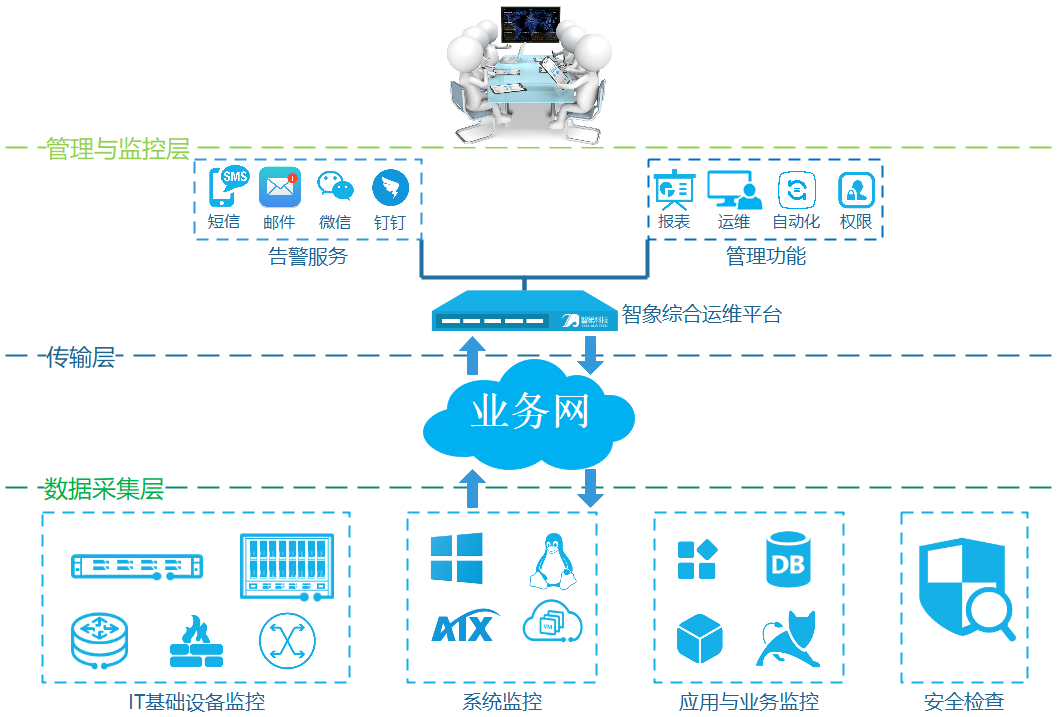 管理与监控层
SMS
短信
邮件
微信
钉钉
告警服务
报表
运维
自动化
权限
管理功能
智象科技
智象综合运维平台
传输层
业务网
数据采集层
AIX
VM
DB
IT基础设备监控
系统监控
应用与业务监控
安全检查